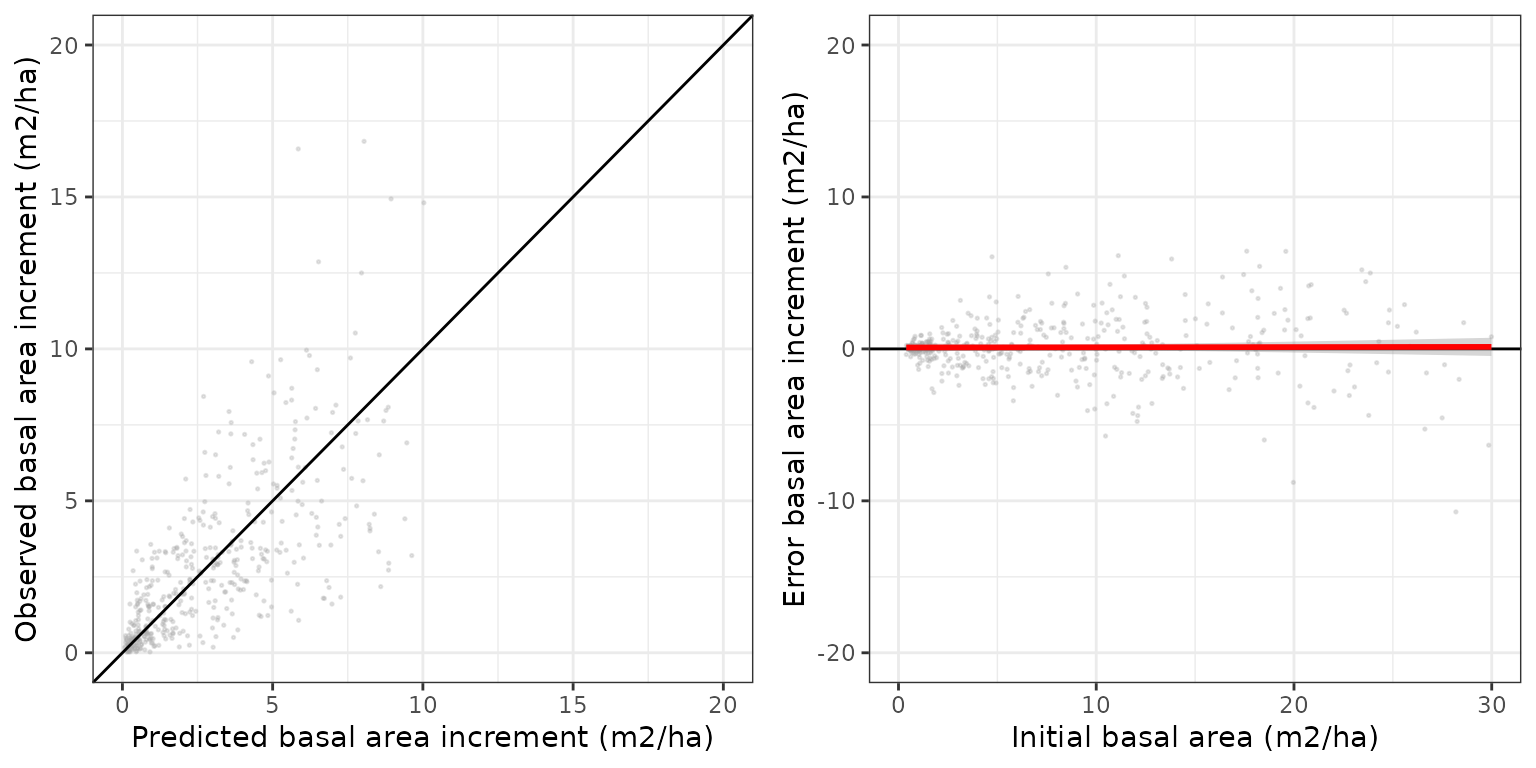 Observed basal area increment (m2/ha)
20
15
10
5
0
0 5 10 15 20
Predicted basal area increment (m2/ha)
Error basal area increment (m2/ha)
20
10
0
-10
-20
0 10 20 30
Initial basal area (m2/ha)